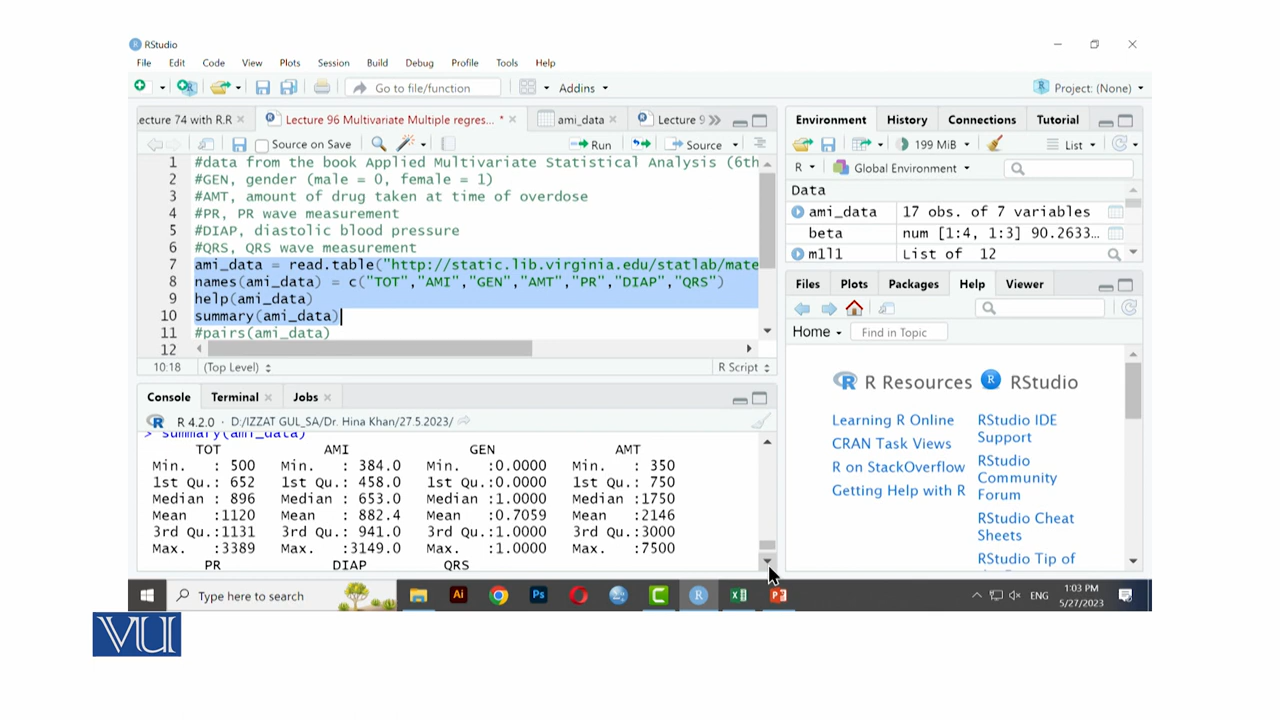 RStudio
File Edit Code View Plots Session Build Debug Profile Tools Help
Go to file/function Addins Project: (None)
ecture 74 with R.R Lecture 96 Multivariate Multiple regres... * ami_data Lecture 9
Source on Save Run Source
1 #data from the book Applied Multivariate Statistical Analysis (6th
2 #GEN, gender (male = 0, female = 1)
3 #AMT, amount of drug taken at time of overdose
4 #PR, PR wave measurement
5 #DIAP, diastolic blood pressure
6 #QRS, QRS wave measurement
7 ami_data = read.table("http://static.lib.virginia.edu/statlab/mate
8 names(ami_data) = c("TOT","AMI","GEN","AMT","PR","DIAP","QRS")
9 help(ami_data)
10 summary(ami_data)
11 #pairs(ami_data)
12
10:18 (Top Level) R Script
Console Terminal Jobs
R 4.2.0 · D:/IZZAT GUL_SA/Dr. Hina Khan/27.5.2023/
> summary(ami_data)
TOT AMI GEN AMT
Min. : 500 Min. : 384.0 Min. :0.0000 Min. : 350
1st Qu.: 652 1st Qu.: 458.0 1st Qu.:0.0000 1st Qu.: 750
Median : 896 Median : 653.0 Median :1.0000 Median :1750
Mean :1120 Mean : 882.4 Mean :0.7059 Mean :2146
3rd Qu.:1131 3rd Qu.: 941.0 3rd Qu.:1.0000 3rd Qu.:3000
Max. :3389 Max. :3149.0 Max. :1.0000 Max. :7500
PR DIAP QRS
Environment History Connections Tutorial
199 MiB List
R Global Environment
Data
ami_data 17 obs. of 7 variables
beta num [1:4, 1:3] 90.2633...
mlm1 List of 12
Files Plots Packages Help Viewer
Home Find in Topic
R Resources RStudio
Learning R Online
CRAN Task Views
R on StackOverflow
Getting Help with R
RStudio IDE
Support
RStudio
Community
Forum
RStudio Cheat
Sheets
RStudio Tip of
Type here to search Ai Ps R P ENG 1:03 PM
5/27/2023
VU